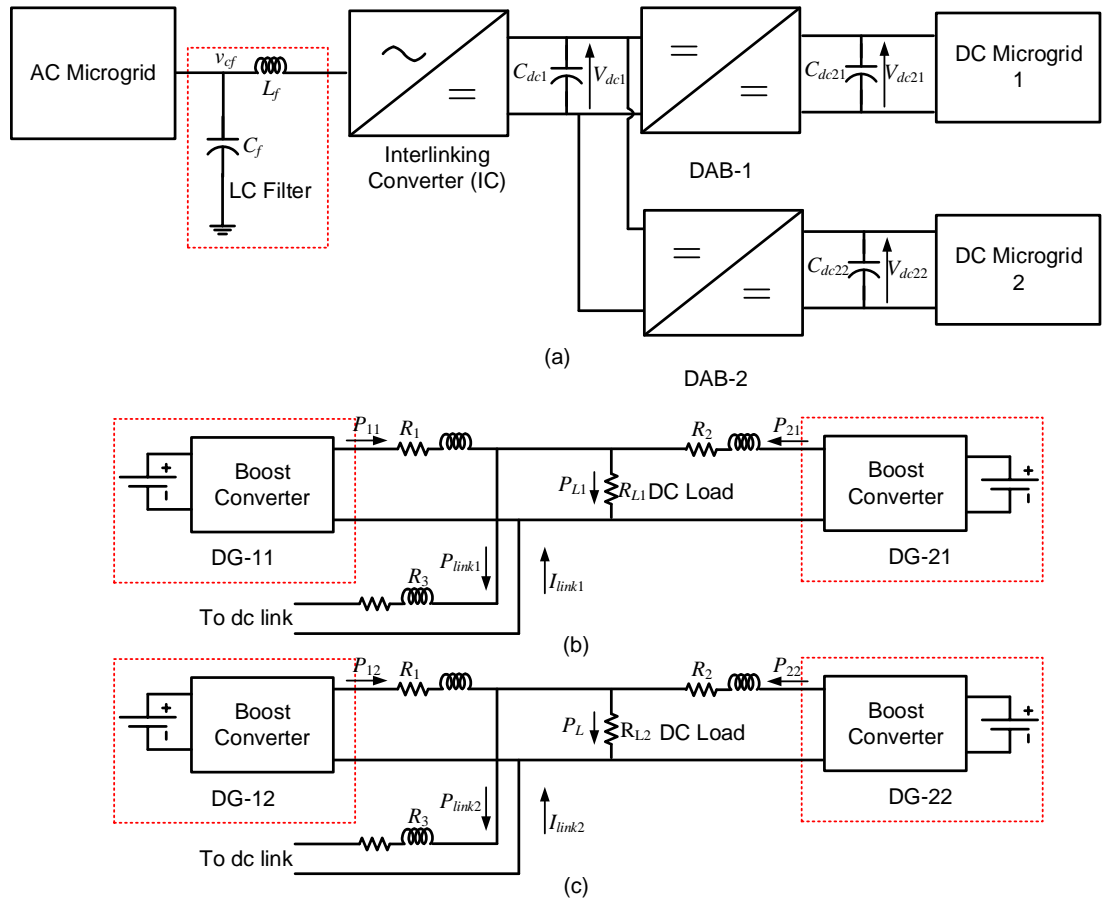 AC Microgrid
v_cf
L_f
C_f
LC Filter
Interlinking
Converter (IC)
C_dc1
V_dc1
DAB-1
C_dc21
V_dc21
DC Microgrid
1
DAB-2
C_dc22
V_dc22
DC Microgrid
2
(a)
Boost
Converter
DG-11
P_11
R_1
R_2
P_21
P_L1
R_L1 DC Load
Boost
Converter
DG-21
P_link1
I_link1
R_3
To dc link
(b)
Boost
Converter
DG-12
P_12
R_1
R_2
P_22
P_L
R_L2 DC Load
Boost
Converter
DG-22
P_link2
I_link2
R_3
To dc link
(c)